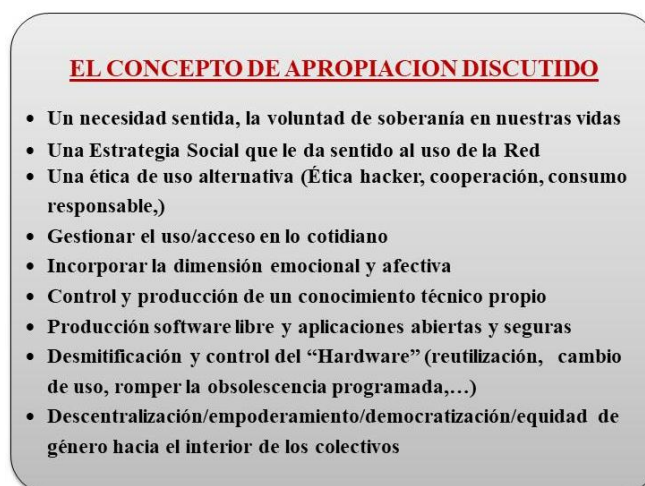 EL CONCEPTO DE APROPIACION DISCUTIDO
• Un necesidad sentida, la voluntad de soberanía en nuestras vidas
• Una Estrategia Social que le da sentido al uso de la Red
• Una ética de uso alternativa (Ética hacker, cooperación, consumo
responsable,)
• Gestionar el uso/acceso en lo cotidiano
• Incorporar la dimensión emocional y afectiva
• Control y producción de un conocimiento técnico propio
• Producción software libre y aplicaciones abiertas y seguras
• Desmitificación y control del “Hardware” (reutilización, cambio
de uso, romper la obsolescencia programada,…)
• Descentralización/empoderamiento/democratización/equidad de
género hacia el interior de los colectivos